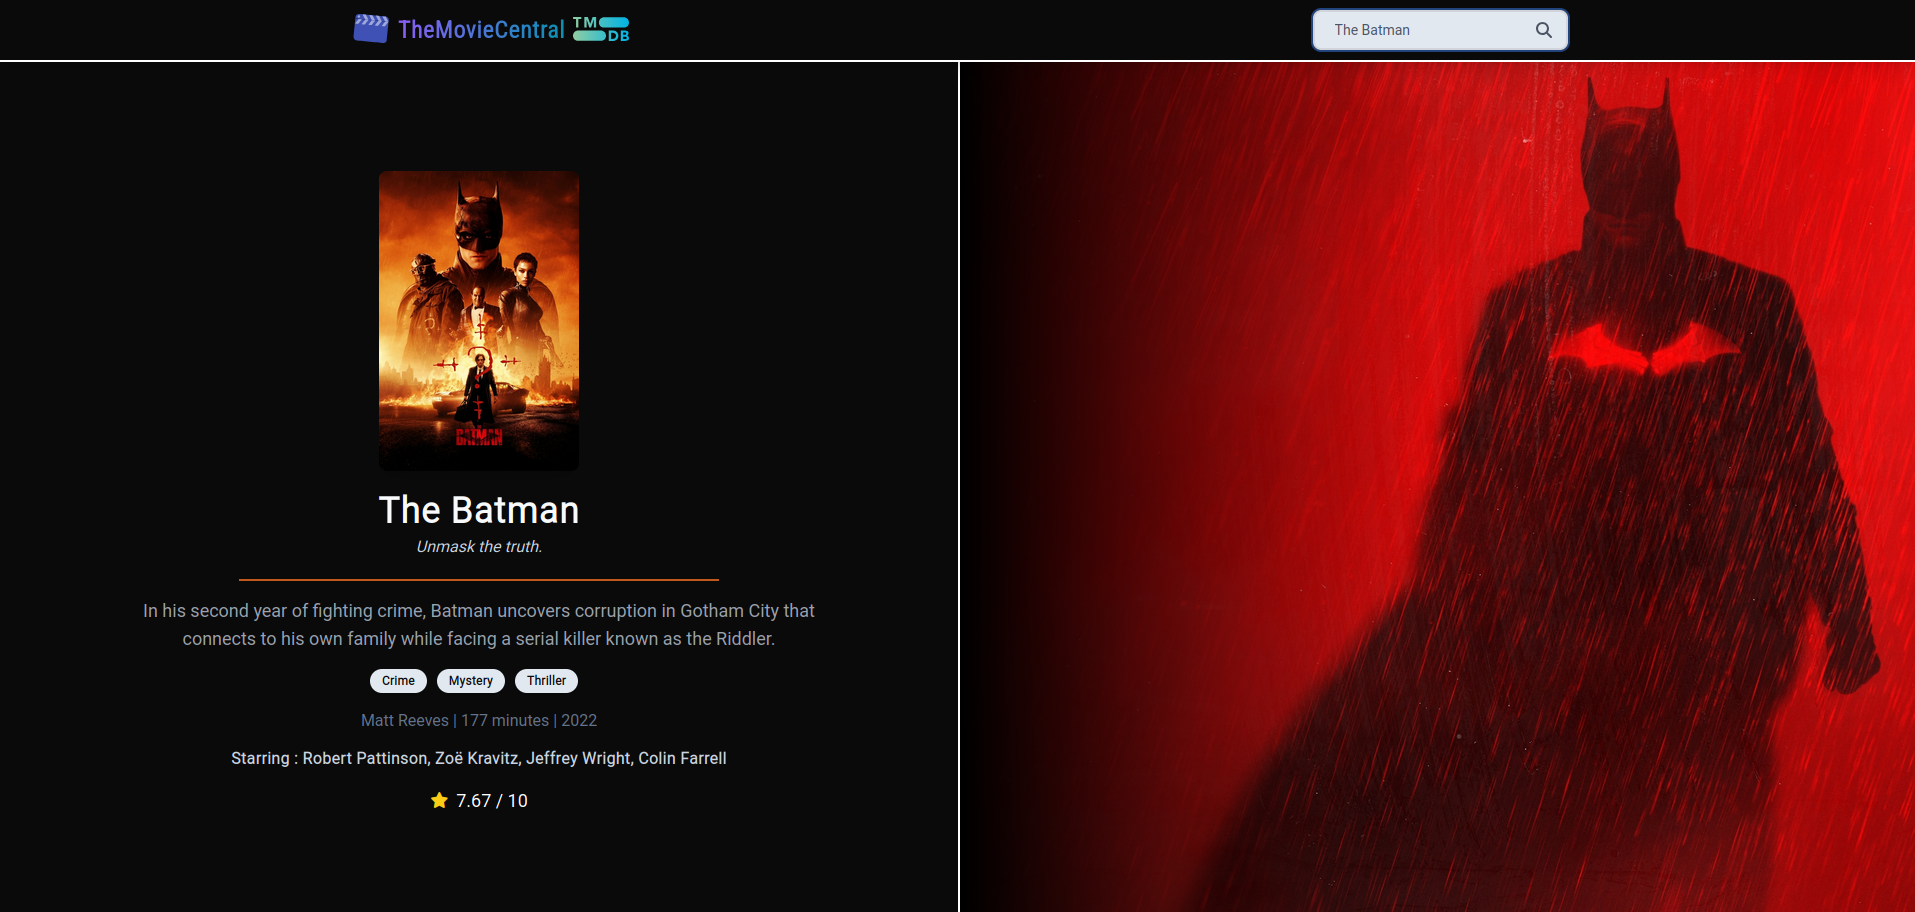 TheMovieCentral TM
DB
The Batman
BATMAN
The Batman
Unmask the truth.
In his second year of fighting crime, Batman uncovers corruption in Gotham City that
connects to his own family while facing a serial killer known as the Riddler.
Crime Mystery Thriller
Matt Reeves | 177 minutes | 2022
Starring : Robert Pattinson, Zoë Kravitz, Jeffrey Wright, Colin Farrell
7.67 / 10